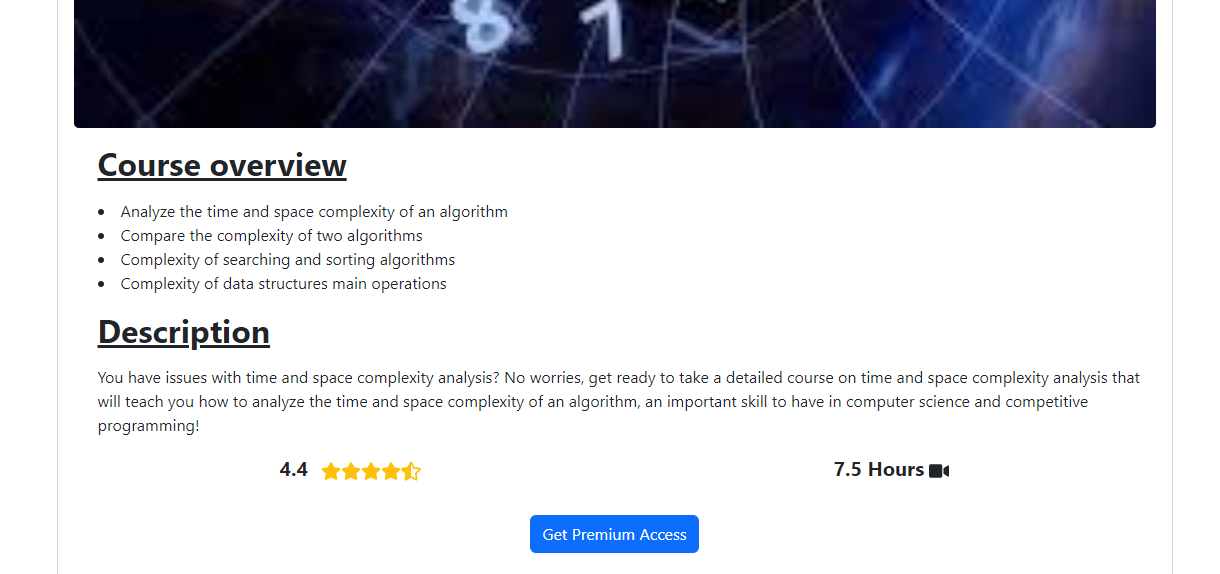 8 7
Course overview
Analyze the time and space complexity of an algorithm
Compare the complexity of two algorithms
Complexity of searching and sorting algorithms
Complexity of data structures main operations
Description
You have issues with time and space complexity analysis? No worries, get ready to take a detailed course on time and space complexity analysis that
will teach you how to analyze the time and space complexity of an algorithm, an important skill to have in computer science and competitive
programming!
4.4 7.5 Hours
Get Premium Access